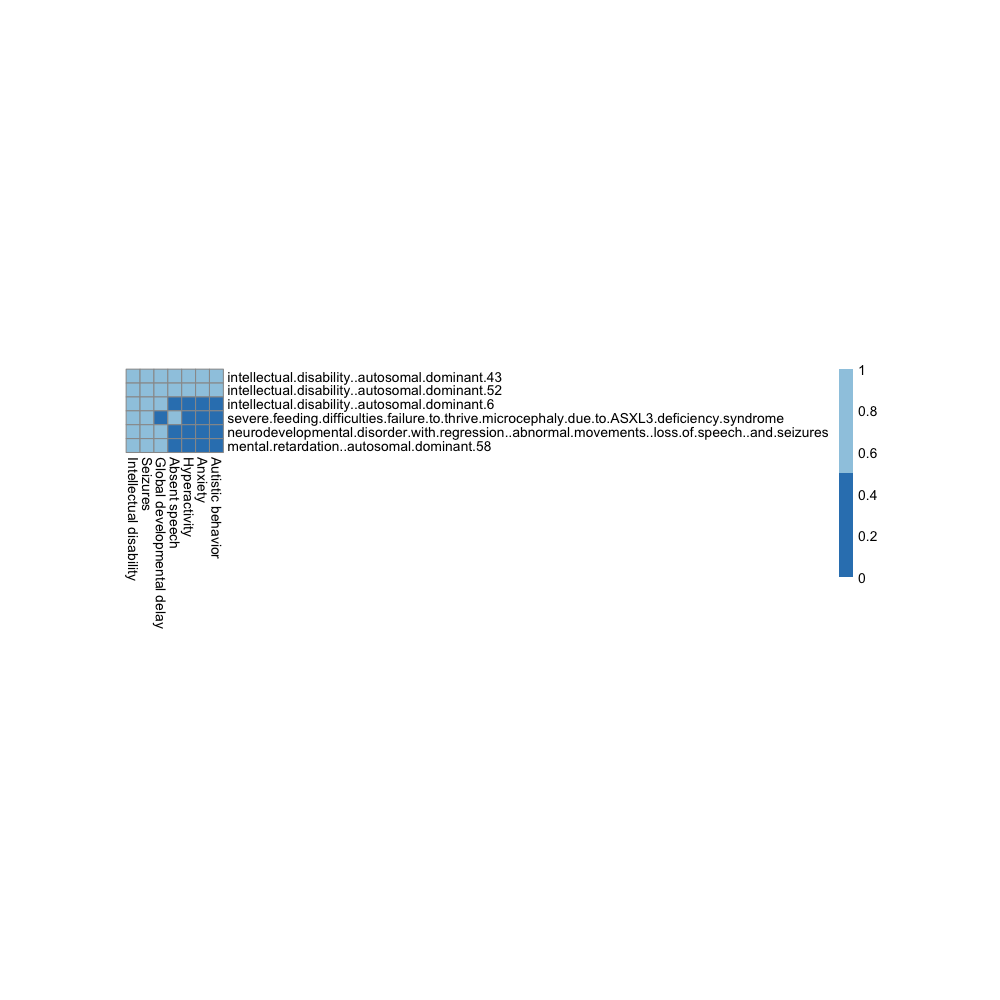 intellectual.disability..autosomal.dominant.43
intellectual.disability..autosomal.dominant.52
intellectual.disability..autosomal.dominant.6
severe.feeding.difficulties.failure.to.thrive.microcephaly.due.to.ASXL3.deficiency.syndrome
neurodevelopmental.disorder.with.regression..abnormal.movements..loss.of.speech..and.seizures
mental.retardation..autosomal.dominant.58
Intellectual disability
Seizures
Global developmental delay
Absent speech
Hyperactivity
Anxiety
Autistic behavior
1
0.8
0.6
0.4
0.2
0